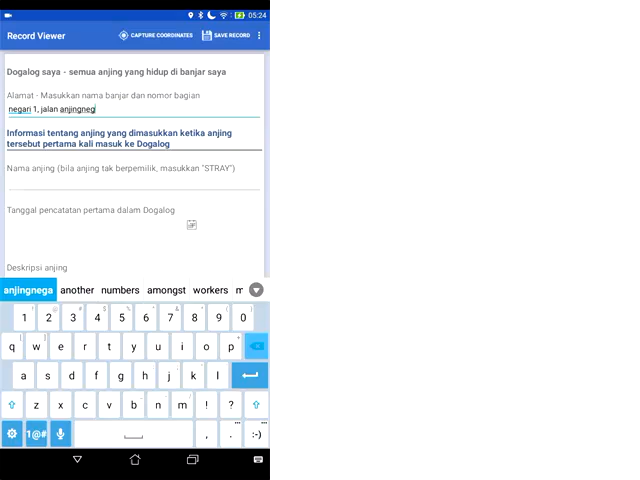 05:24
Record Viewer
CAPTURE COORDINATES
SAVE RECORD
Dogalog saya - semua anjing yang hidup di banjar saya
Alamat - Masukkan nama banjar dan nomor bagian
negari 1, jalan anjingneg
Informasi tentang anjing yang dimasukkan ketika anjing
tersebut pertama kali masuk ke Dogalog
Nama anjing (bila anjing tak berpemilik, masukkan "STRAY")
Tanggal pencatatan pertama dalam Dogalog
Deskripsi anjing
anjingnega another numbers amongst workers m
1 2 3 4 5 6 7 8 9 0
q w e r t y u i o p
a s d f g h j k l
z x c v b n m ! ?
1@# , . :-)